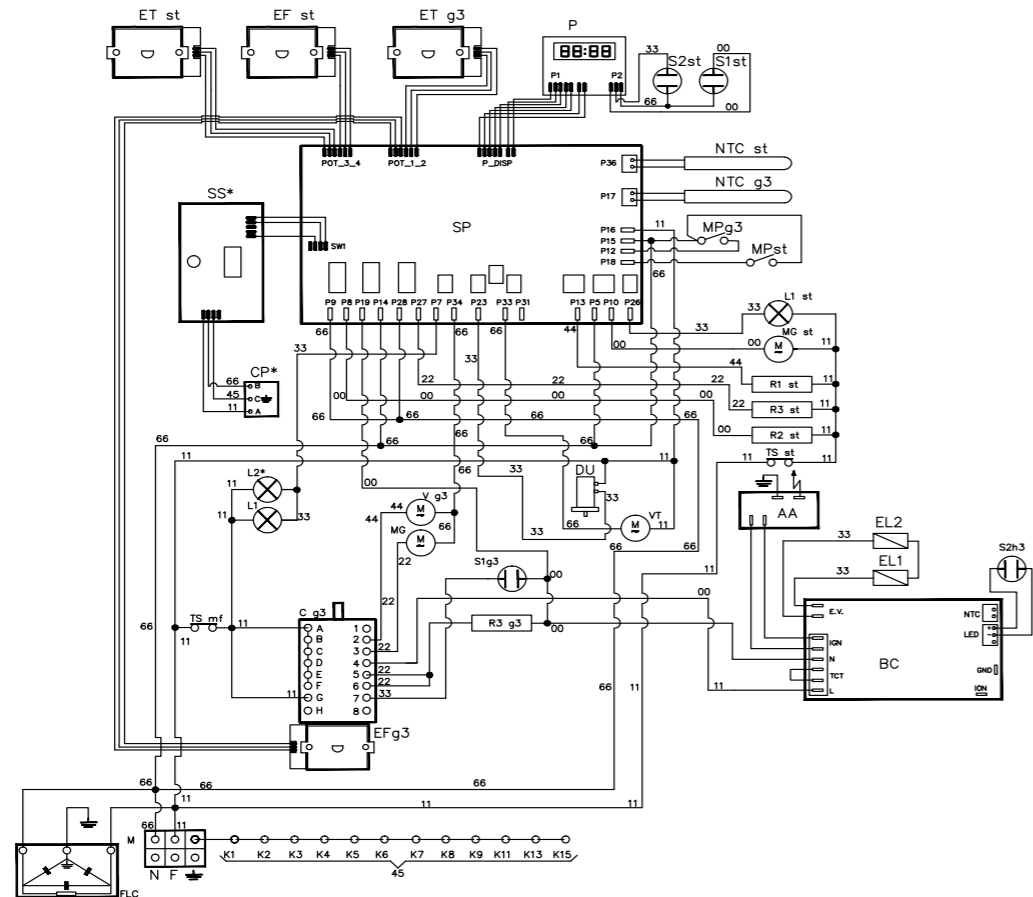 ET st EF st ET g3 P
88:88
P1 P2
33 S2st 00 S1st
66 00
POT_3_4 POT_1_2 P_DISP
P36 NTC st
P17 NTC g3
SS* SW1 SP
P16 11
P15 MPg3
P12
P18 MPst
66
P9 P8 P19 P14 P28 P27 P7 P34 P23 P33 P31 P13 P5 P10 P26
66 66 66 44
33 33 33 L1 st
00 M MG st 00 11
44 R1 st 11
22 22 22 22 R3 st 11
00 00 00 00 00 R2 st 11
CP*
66 B
45 C
11 A
66 66 66 66
66 66 66 66 66
11 11 11 TS st 11
L2* 11
L1 11 33
00 33 DU 33
44 44 V g3 M
MG M 66
22
33 66 M VT 11
66
AA
EL2 33
EL1 33
S2h3
11 00
S1g3 00
22
C g3
66 TS mf 11 11
A B C D E F G H
1 2 3 4 5 6 7 8
22 22 22 33
R3 g3 00
E.V. IGN N TCT L
NTC LED BC GND ION
11 11
EFg3
66 11
66 66
11 11 11
M 66 11
K1 K2 K3 K4 K5 K6 K7 K8 K9 K11 K13 K15
N F
45
FLC